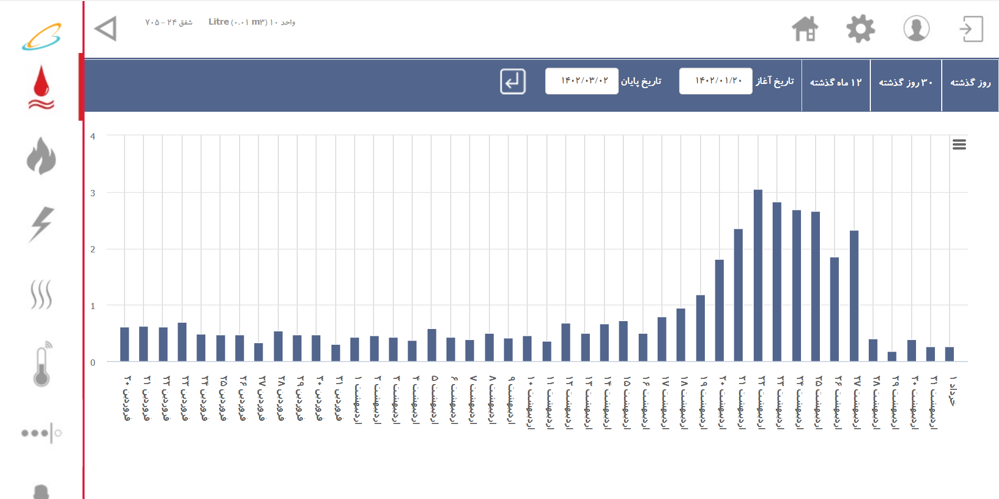 شفق ۲۴ – ۷۰۵
واحد ۱۰ Litre (۰.۰۱ m۳)
روز گذشته
۳۰ روز گذشته
۱۲ ماه گذشته
تاریخ آغاز
۱۴۰۲/۰۱/۲۰
تاریخ پایان
۱۴۰۲/۰۳/۰۲
4
3
2
1
0
فروردین ۲۰
فروردین ۲۱
فروردین ۲۲
فروردین ۲۳
فروردین ۲۴
فروردین ۲۵
فروردین ۲۶
فروردین ۲۷
فروردین ۲۸
فروردین ۲۹
فروردین ۳۰
فروردین ۳۱
اردیبهشت ۱
اردیبهشت ۲
اردیبهشت ۳
اردیبهشت ۴
اردیبهشت ۵
اردیبهشت ۶
اردیبهشت ۷
اردیبهشت ۸
اردیبهشت ۹
اردیبهشت ۱۰
اردیبهشت ۱۱
اردیبهشت ۱۲
اردیبهشت ۱۳
اردیبهشت ۱۴
اردیبهشت ۱۵
اردیبهشت ۱۶
اردیبهشت ۱۷
اردیبهشت ۱۸
اردیبهشت ۱۹
اردیبهشت ۲۰
اردیبهشت ۲۱
اردیبهشت ۲۲
اردیبهشت ۲۳
اردیبهشت ۲۴
اردیبهشت ۲۵
اردیبهشت ۲۶
اردیبهشت ۲۷
اردیبهشت ۲۸
اردیبهشت ۲۹
اردیبهشت ۳۰
اردیبهشت ۳۱
خرداد ۱